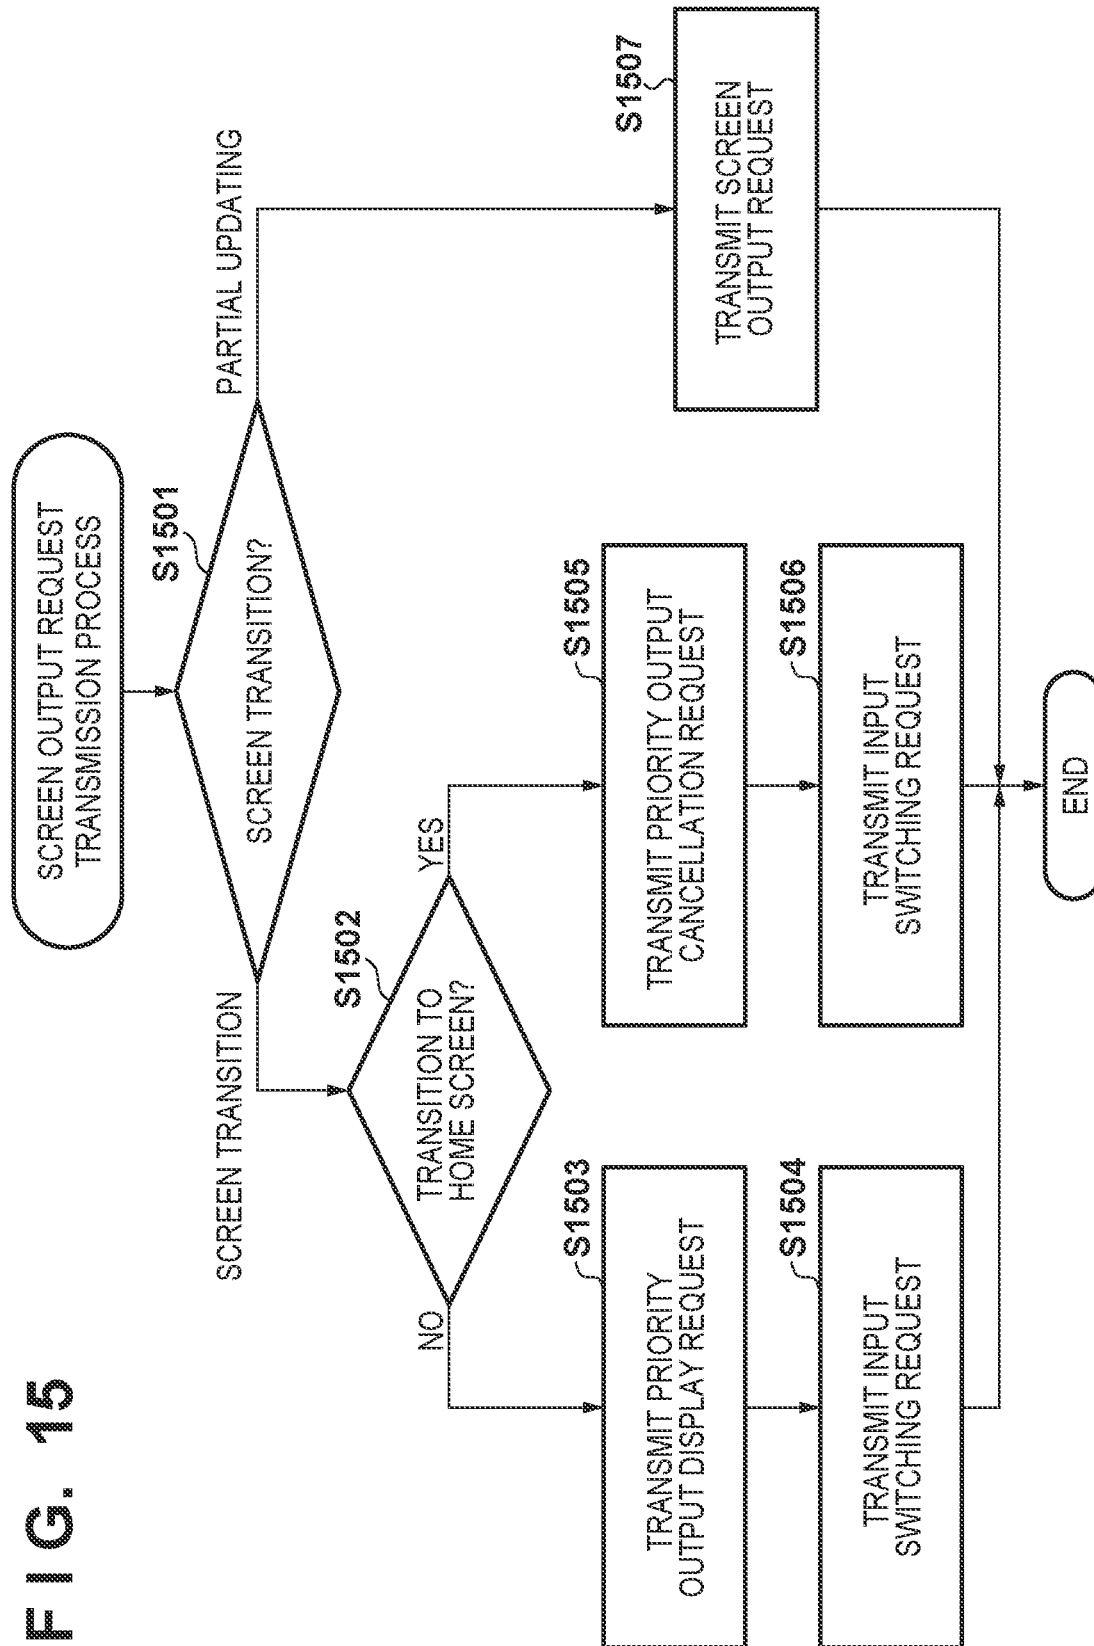 FIG. 15
SCREEN OUTPUT REQUEST
TRANSMISSION PROCESS
S1501
SCREEN TRANSITION?
SCREEN TRANSITION
PARTIAL UPDATING
S1502
TRANSITION TO
HOME SCREEN?
NO
YES
S1503
TRANSMIT PRIORITY
OUTPUT DISPLAY REQUEST
S1504
TRANSMIT INPUT
SWITCHING REQUEST
S1505
TRANSMIT PRIORITY OUTPUT
CANCELLATION REQUEST
S1506
TRANSMIT INPUT
SWITCHING REQUEST
S1507
TRANSMIT SCREEN
OUTPUT REQUEST
END